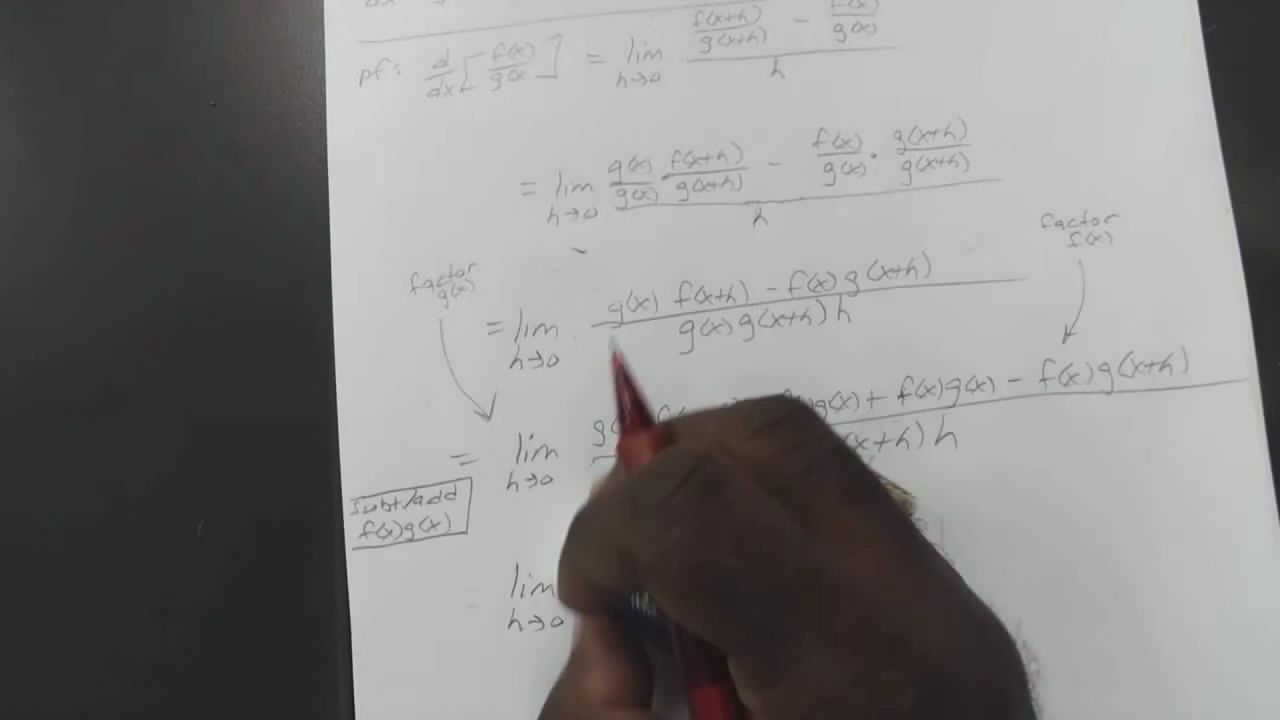 pf: d/dx [f(x)/g(x] = lim h→0 (f(x+h)/g(x+h) - f(x)/g(x))/h
= lim h→0 (g(x)/g(x) · f(x+h)/g(x+h) - f(x)/g(x) · g(x+h)/g(x+h))/h
factor g(x)
factor f(x)
= lim h→0 (g(x) f(x+h) - f(x) g(x+h))/(g(x) g(x+h) h)
= lim h→0 g(x)+ f(x)g(x) - f(x)g(x+h) (x+h) h
Subt/add
f(x)g(x)
lim h→0